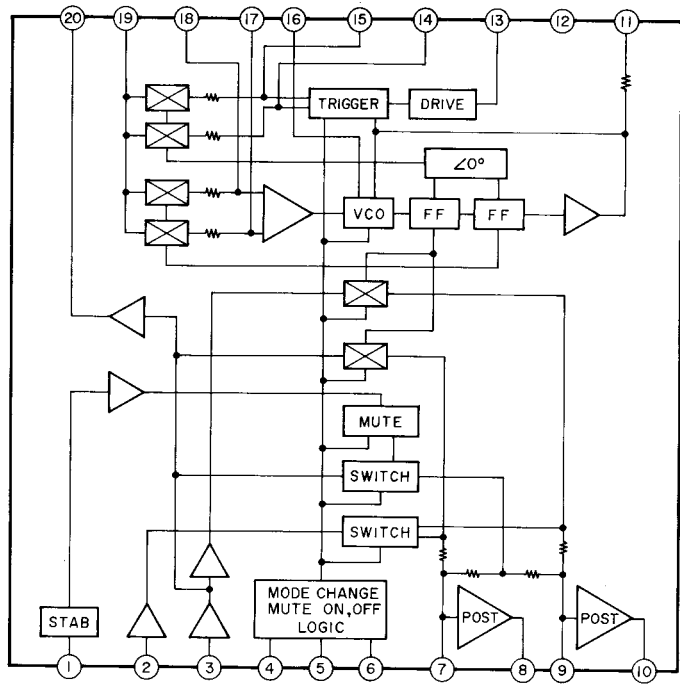 20 19 18 17 16 15 14 13 12 11
TRIGGER
DRIVE
∠0°
VCO
FF
FF
MUTE
SWITCH
SWITCH
MODE CHANGE
MUTE ON, OFF
LOGIC
STAB
POST
POST
1 2 3 4 5 6 7 8 9 10